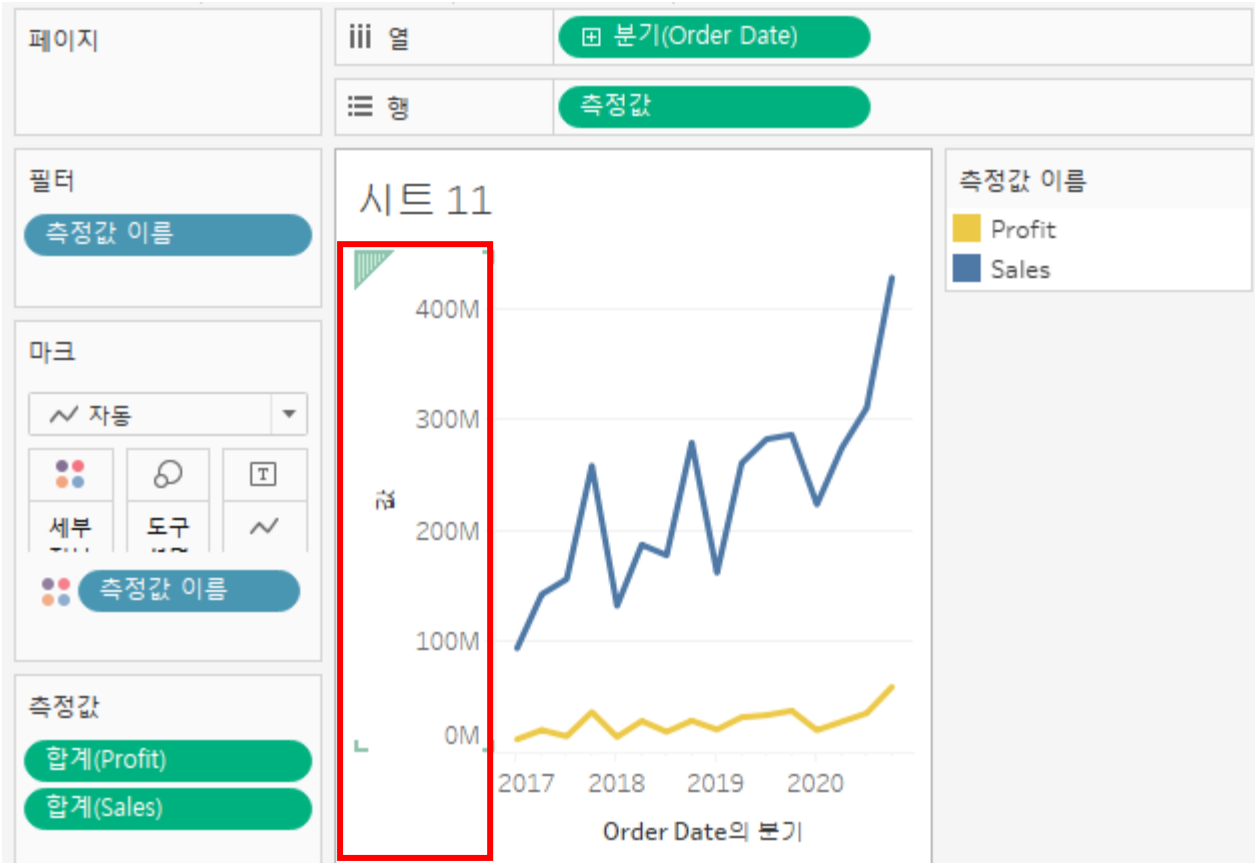 페이지
iii 열
분기(Order Date)
행
측정값
필터
측정값 이름
마크
자동
T
세부
도구
측정값 이름
측정값
합계(Profit)
합계(Sales)
시트 11
400M
300M
200M
100M
0M
값
2017 2018 2019 2020
Order Date의 분기
측정값 이름
Profit
Sales